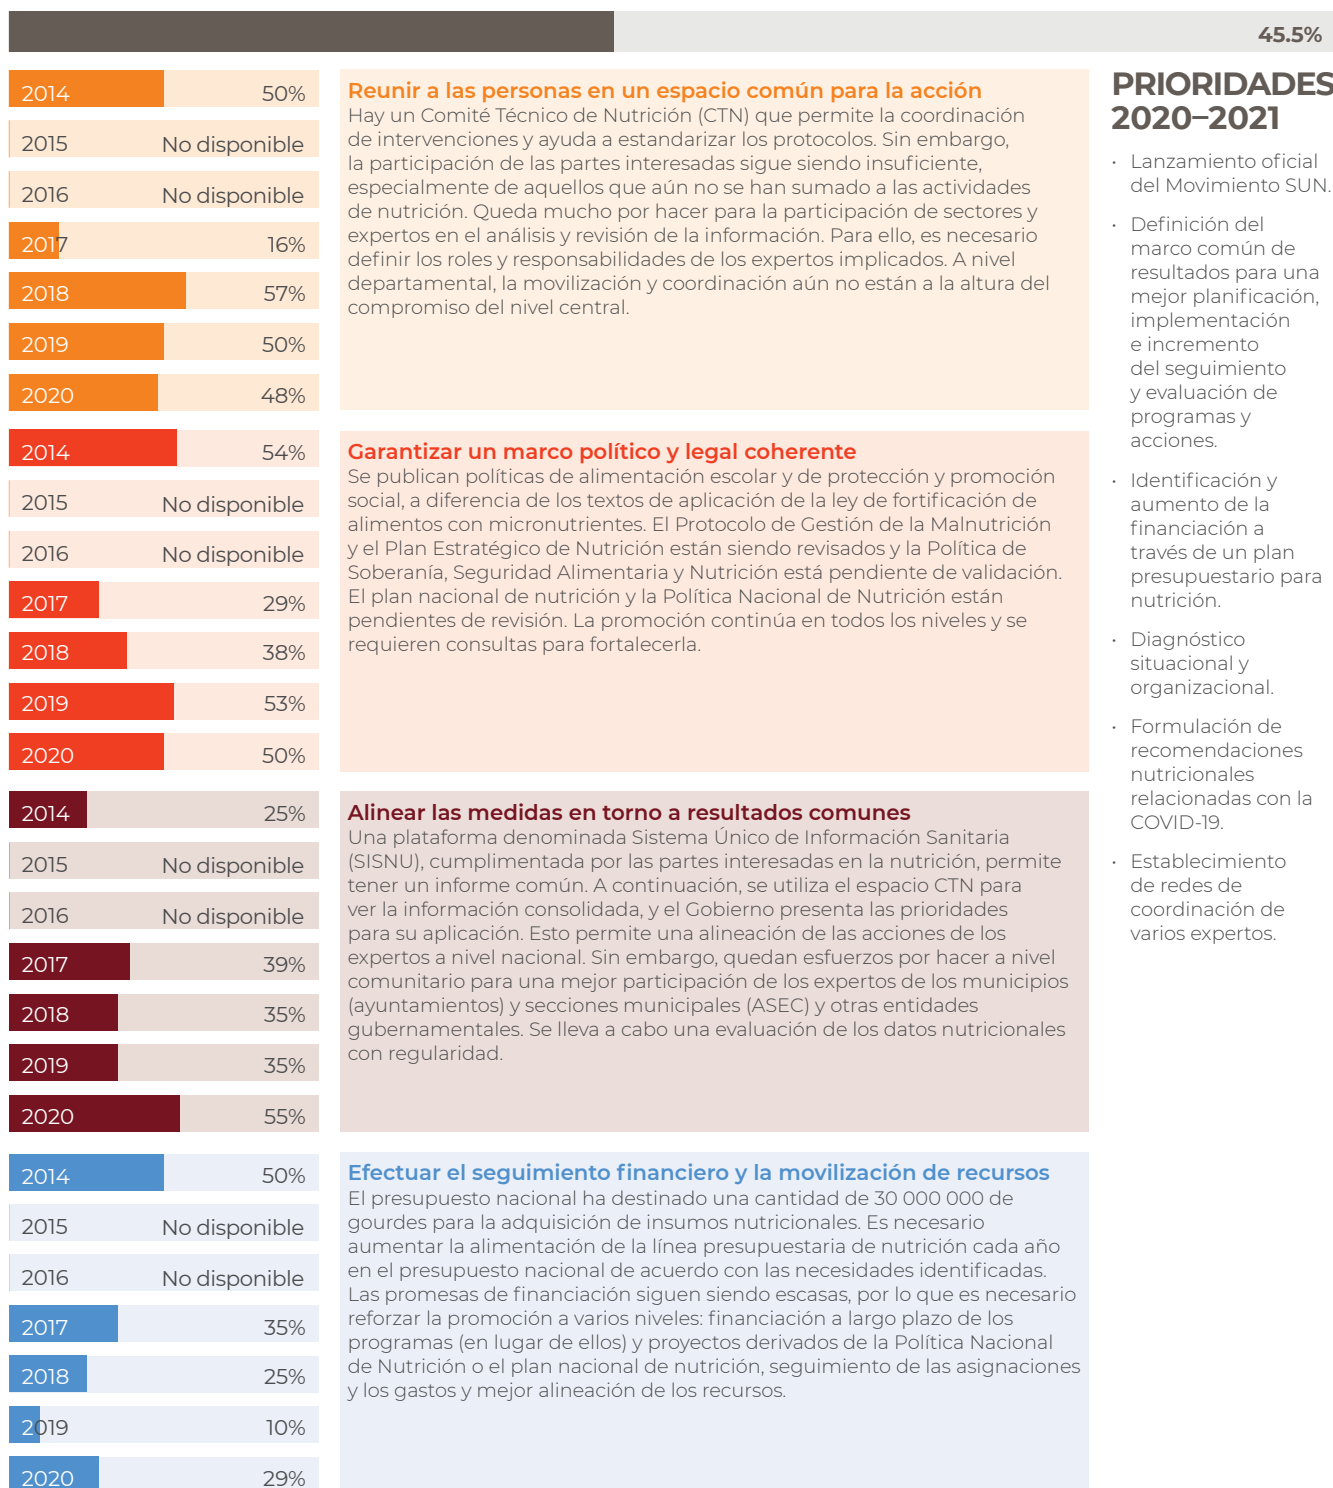 45.5%
2014 50%
2015 No disponible
2016 No disponible
2017 16%
2018 57%
2019 50%
2020 48%
Reunir a las personas en un espacio común para la acción
Hay un Comité Técnico de Nutrición (CTN) que permite la coordinación
de intervenciones y ayuda a estandarizar los protocolos. Sin embargo,
la participación de las partes interesadas sigue siendo insuficiente,
especialmente de aquellos que aún no se han sumado a las actividades
de nutrición. Queda mucho por hacer para la participación de sectores y
expertos en el análisis y revisión de la información. Para ello, es necesario
definir los roles y responsabilidades de los expertos implicados. A nivel
departamental, la movilización y coordinación aún no están a la altura del
compromiso del nivel central.
2014 54%
2015 No disponible
2016 No disponible
2017 29%
2018 38%
2019 53%
2020 50%
Garantizar un marco político y legal coherente
Se publican políticas de alimentación escolar y de protección y promoción
social, a diferencia de los textos de aplicación de la ley de fortificación de
alimentos con micronutrientes. El Protocolo de Gestión de la Malnutrición
y el Plan Estratégico de Nutrición están siendo revisados y la Política de
Soberanía, Seguridad Alimentaria y Nutrición está pendiente de validación.
El plan nacional de nutrición y la Política Nacional de Nutrición están
pendientes de revisión. La promoción continúa en todos los niveles y se
requieren consultas para fortalecerla.
2014 25%
2015 No disponible
2016 No disponible
2017 39%
2018 35%
2019 35%
2020 55%
Alinear las medidas en torno a resultados comunes
Una plataforma denominada Sistema Único de Información Sanitaria
(SISNU), cumplimentada por las partes interesadas en la nutrición, permite
tener un informe común. A continuación, se utiliza el espacio CTN para
ver la información consolidada, y el Gobierno presenta las prioridades
para su aplicación. Esto permite una alineación de las acciones de los
expertos a nivel nacional. Sin embargo, quedan esfuerzos por hacer a nivel
comunitario para una mejor participación de los expertos de los municipios
(ayuntamientos) y secciones municipales (ASEC) y otras entidades
gubernamentales. Se lleva a cabo una evaluación de los datos nutricionales
con regularidad.
2014 50%
2015 No disponible
2016 No disponible
2017 35%
2018 25%
2019 10%
2020 29%
Efectuar el seguimiento financiero y la movilización de recursos
El presupuesto nacional ha destinado una cantidad de 30 000 000 de
gourdes para la adquisición de insumos nutricionales. Es necesario
aumentar la alimentación de la línea presupuestaria de nutrición cada año
en el presupuesto nacional de acuerdo con las necesidades identificadas.
Las promesas de financiación siguen siendo escasas, por lo que es necesario
reforzar la promoción a varios niveles: financiación a largo plazo de los
programas (en lugar de ellos) y proyectos derivados de la Política Nacional
de Nutrición o el plan nacional de nutrición, seguimiento de las asignaciones
y los gastos y mejor alineación de los recursos.
PRIORIDADES
2020–2021
• Lanzamiento oficial
del Movimiento SUN.
• Definición del
marco común de
resultados para una
mejor planificación,
implementación
e incremento
del seguimiento
y evaluación de
programas y
acciones.
• Identificación y
aumento de la
financiación a
través de un plan
presupuestario para
nutrición.
• Diagnóstico
situacional y
organizacional.
• Formulación de
recomendaciones
nutricionales
relacionadas con la
COVID-19.
• Establecimiento
de redes de
coordinación de
varios expertos.